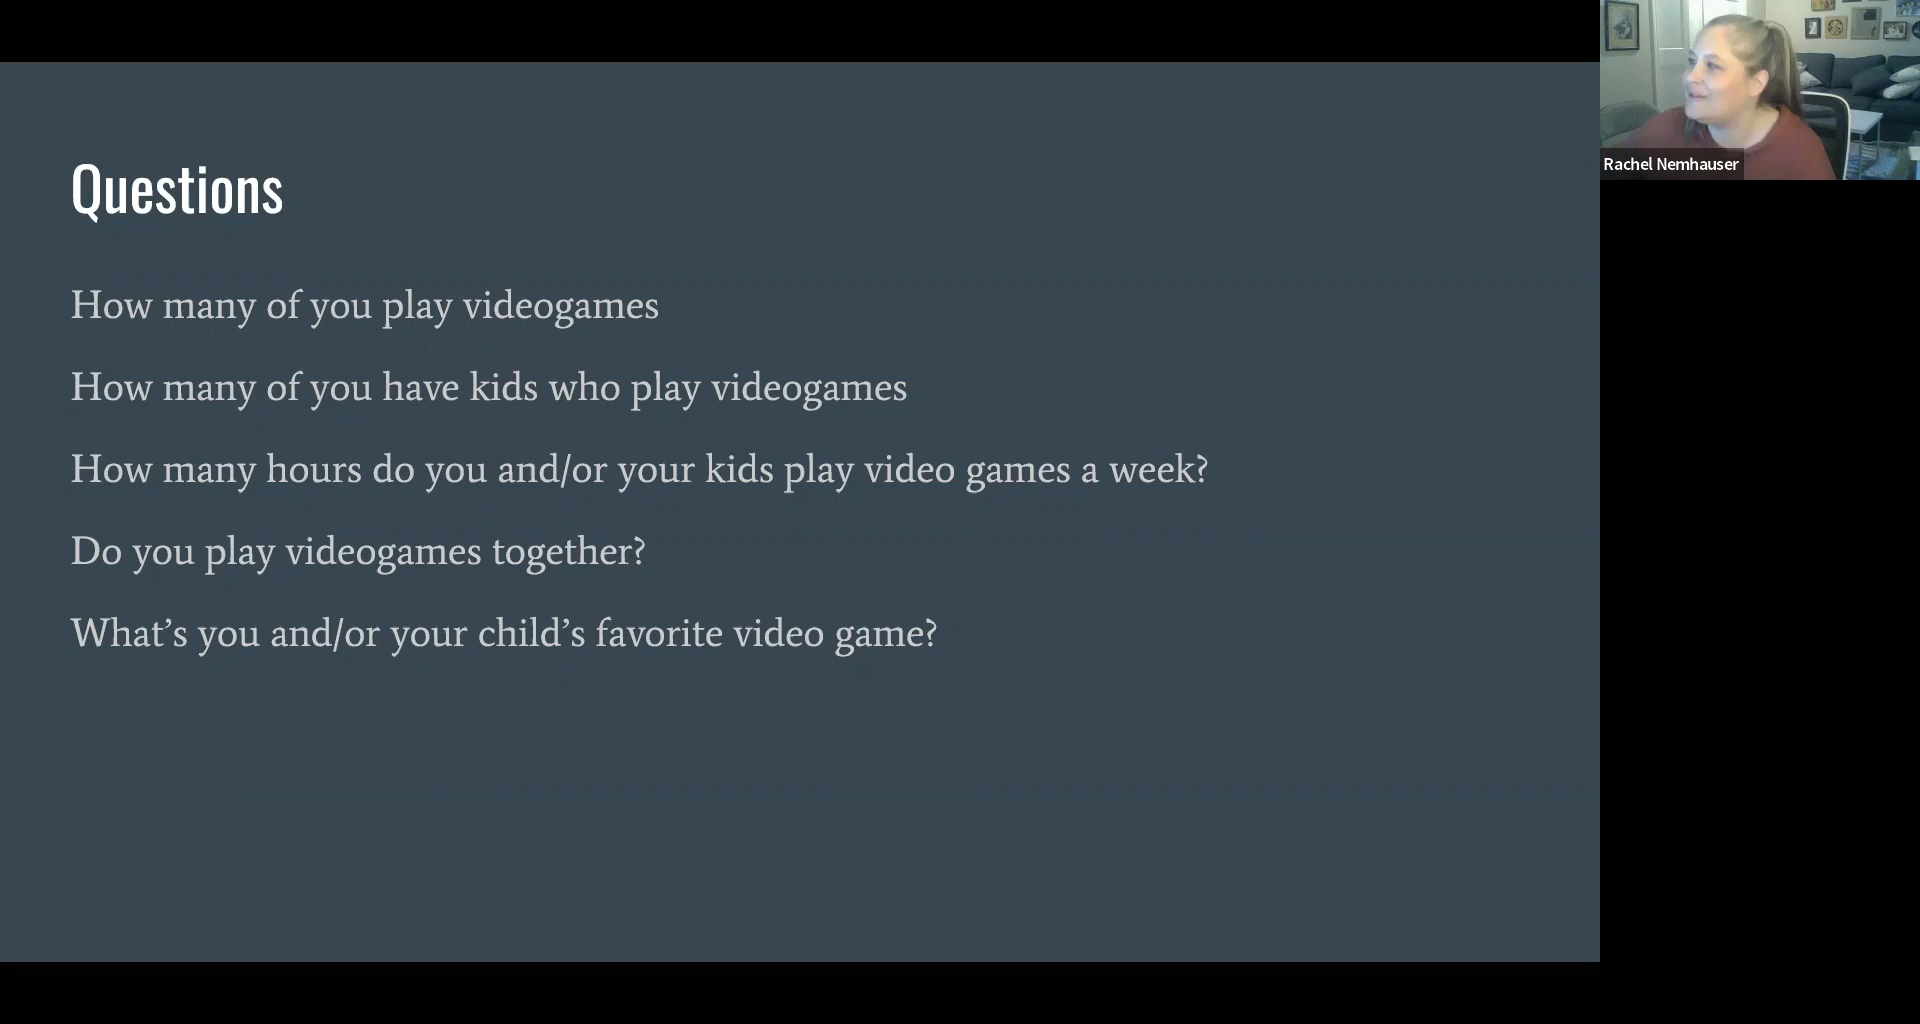 Questions
How many of you play videogames
How many of you have kids who play videogames
How many hours do you and/or your kids play video games a week?
Do you play videogames together?
What’s you and/or your child’s favorite video game?
Rachel Nemhauser